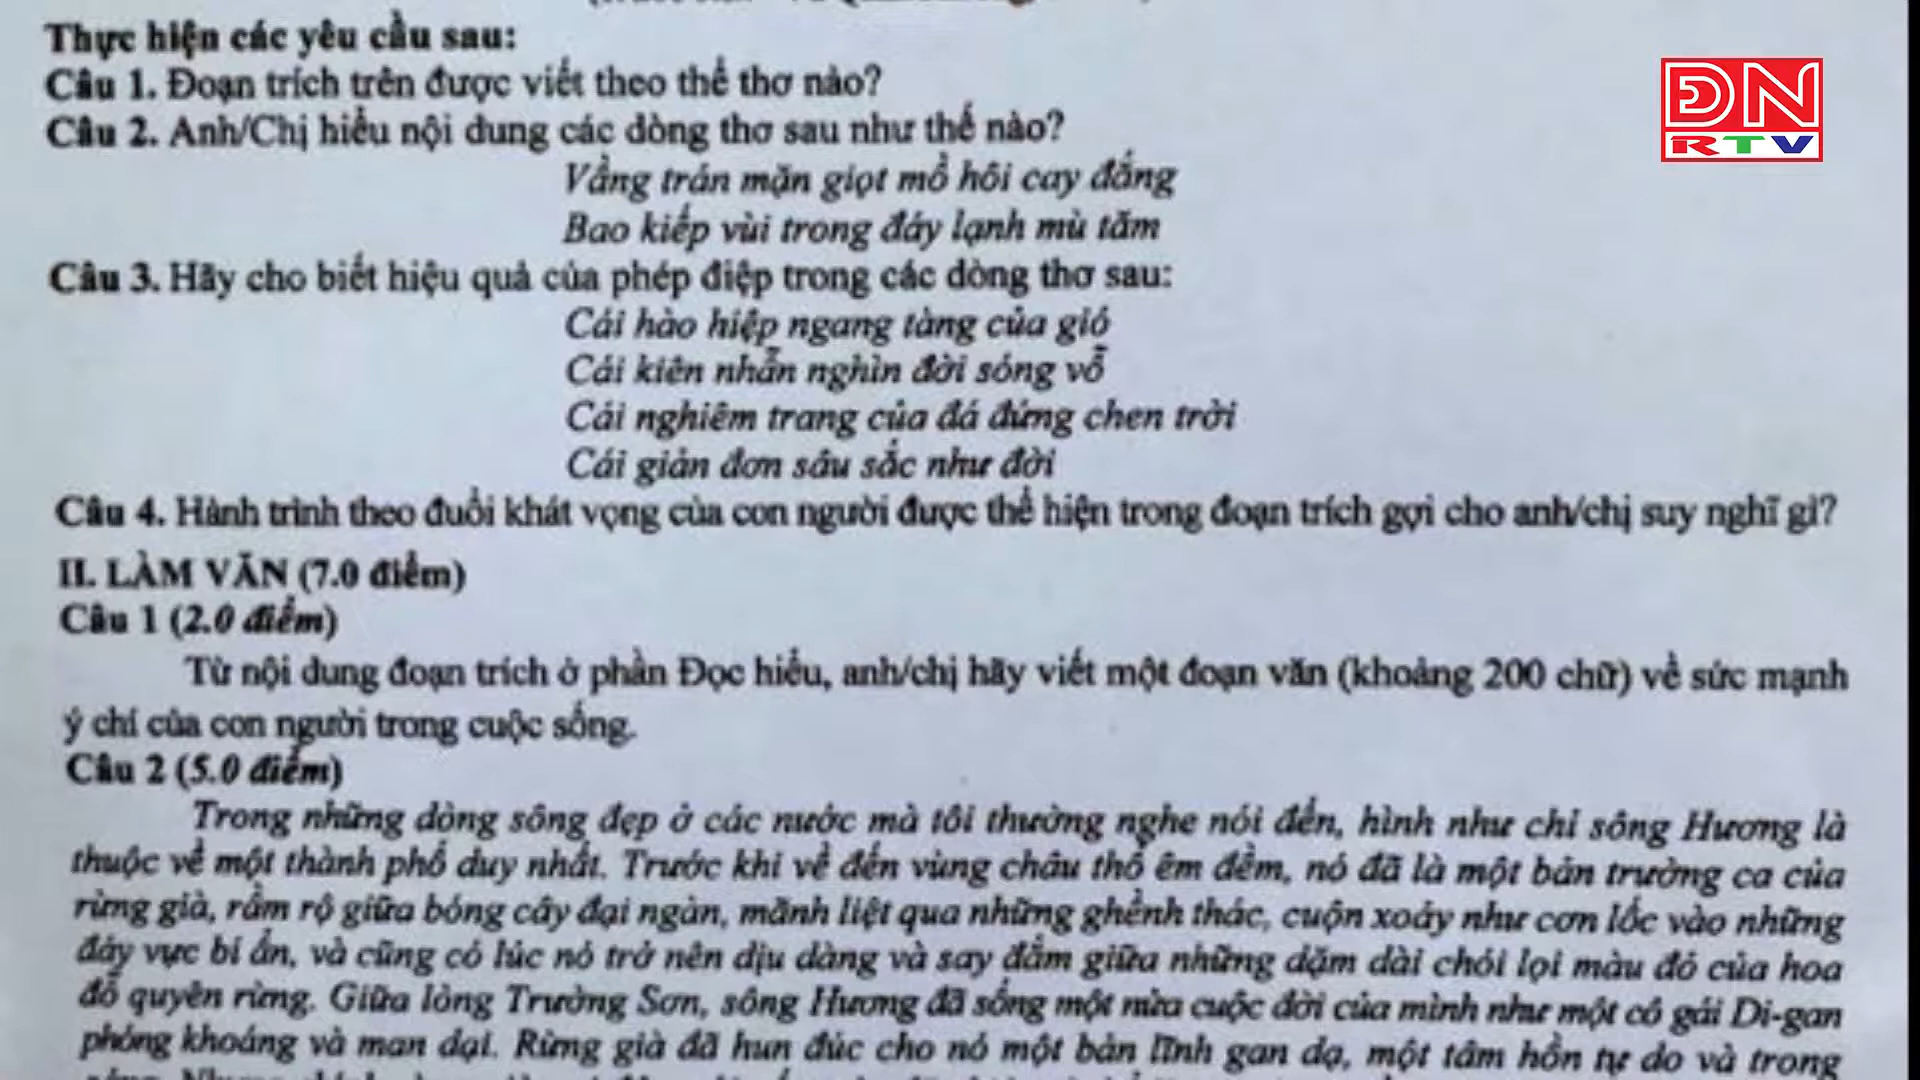 Thực hiện các yêu cầu sau:
Câu 1. Đoạn trích trên được viết theo thể thơ nào?
Câu 2. Anh/Chị hiểu nội dung các dòng thơ sau như thế nào?
Vầng trán mặn giọt mồ hôi cay đắng
Bao kiếp vùi trong đáy lạnh mù tăm
Câu 3. Hãy cho biết hiệu quả của phép điệp trong các dòng thơ sau:
Cái hào hiệp ngang tàng của gió
Cái kiên nhẫn nghìn đời sóng vỗ
Cái nghiêm trang của đá đứng chen trời
Cái giản đơn sâu sắc như đời
Câu 4. Hành trình theo đuổi khát vọng của con người được thể hiện trong đoạn trích gợi cho anh/chị suy nghĩ gì?
II. LÀM VĂN (7.0 điểm)
Câu 1 (2.0 điểm)
Từ nội dung đoạn trích ở phần Đọc hiểu, anh/chị hãy viết một đoạn văn (khoảng 200 chữ) về sức mạnh
ý chí của con người trong cuộc sống.
Câu 2 (5.0 điểm)
Trong những dòng sông đẹp ở các nước mà tôi thường nghe nói đến, hình như chỉ sông Hương là
thuộc về một thành phố duy nhất. Trước khi về đến vùng châu thổ êm đềm, nó đã là một bản trường ca của
rừng già, rầm rộ giữa bóng cây đại ngàn, mãnh liệt qua những ghềnh thác, cuộn xoáy như cơn lốc vào những
đáy vực bí ẩn, và cũng có lúc nó trở nên dịu dàng và say đắm giữa những dặm dài chói lọi màu đỏ của hoa
đỗ quyên rừng. Giữa lòng Trường Sơn, sông Hương đã sống một nửa cuộc đời của mình như một cô gái Di-gan
phóng khoáng và man dại. Rừng già đã hun đúc cho nó một bản lĩnh gan dạ, một tâm hồn tự do và trong
ĐN
RTV